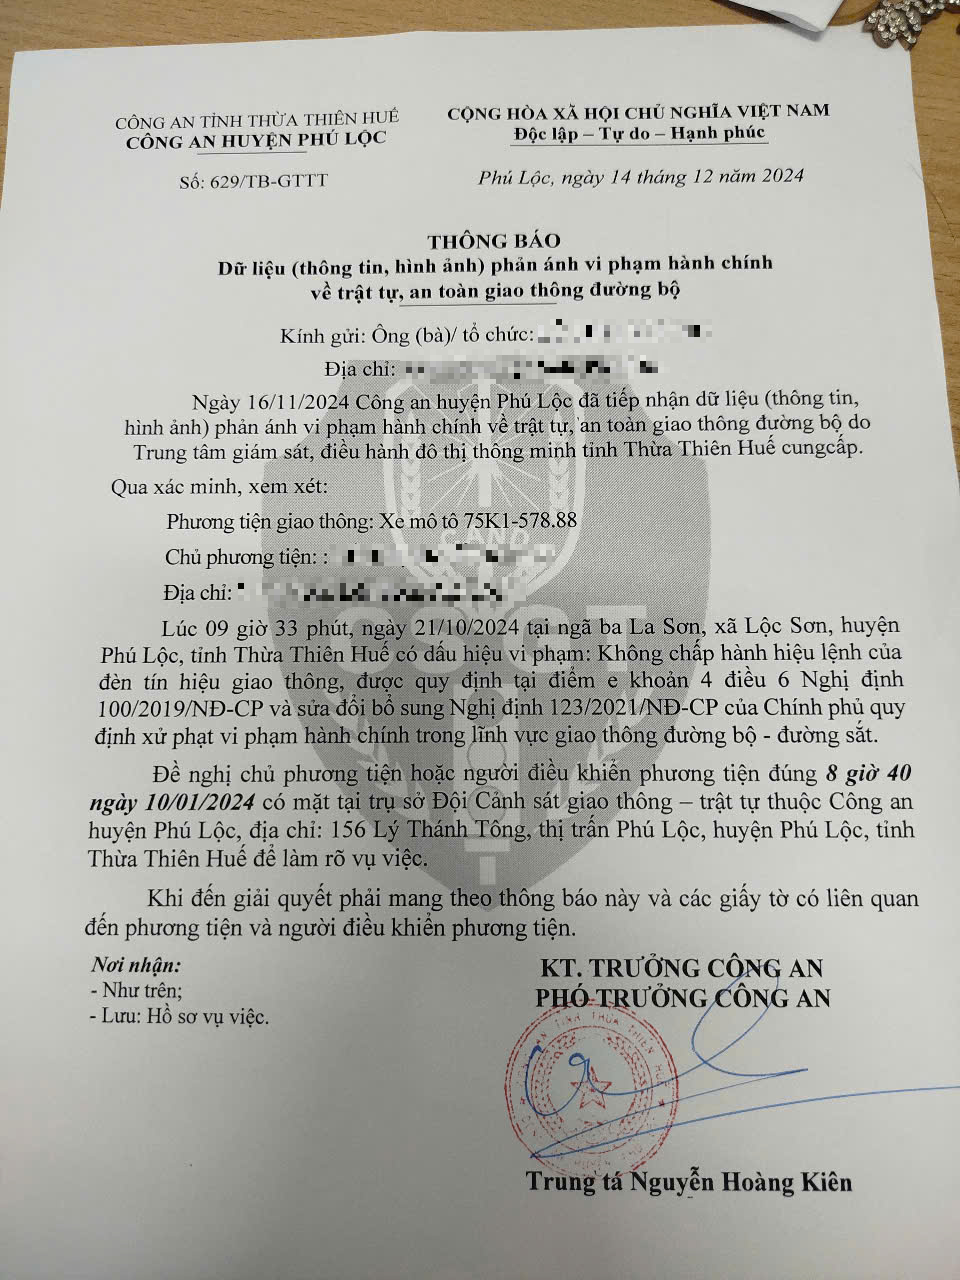 CÔNG AN TỈNH THỪA THIÊN HUẾ
CÔNG AN HUYỆN PHÚ LỘC
Số: 629/TB-GTTT
CỘNG HÒA XÃ HỘI CHỦ NGHĨA VIỆT NAM
Độc lập – Tự do – Hạnh phúc
Phú Lộc, ngày 14 tháng 12 năm 2024
THÔNG BÁO
Dữ liệu (thông tin, hình ảnh) phản ánh vi phạm hành chính
về trật tự, an toàn giao thông đường bộ
Kính gửi: Ông (bà)/ tổ chức:
Địa chỉ:
Ngày 16/11/2024 Công an huyện Phú Lộc đã tiếp nhận dữ liệu (thông tin,
hình ảnh) phản ánh vi phạm hành chính về trật tự, an toàn giao thông đường bộ do
Trung tâm giám sát, điều hành đô thị thông minh tỉnh Thừa Thiên Huế cungcấp.
Qua xác minh, xem xét:
Phương tiện giao thông: Xe mô tô 75K1-578.88
Chủ phương tiện: :
Địa chỉ:
Lúc 09 giờ 33 phút, ngày 21/10/2024 tại ngã ba La Sơn, xã Lộc Sơn, huyện
Phú Lộc, tỉnh Thừa Thiên Huế có dấu hiệu vi phạm: Không chấp hành hiệu lệnh của
đèn tín hiệu giao thông, được quy định tại điểm e khoản 4 điều 6 Nghị định
100/2019/NĐ-CP và sửa đổi bổ sung Nghị định 123/2021/NĐ-CP của Chính phủ quy
định xử phạt vi phạm hành chính trong lĩnh vực giao thông đường bộ - đường sắt.
Đề nghị chủ phương tiện hoặc người điều khiển phương tiện đúng 8 giờ 40
ngày 10/01/2024 có mặt tại trụ sở Đội Cảnh sát giao thông – trật tự thuộc Công an
huyện Phú Lộc, địa chỉ: 156 Lý Thánh Tông, thị trấn Phú Lộc, huyện Phú Lộc, tỉnh
Thừa Thiên Huế để làm rõ vụ việc.
Khi đến giải quyết phải mang theo thông báo này và các giấy tờ có liên quan
đến phương tiện và người điều khiển phương tiện.
Nơi nhận:
- Như trên;
- Lưu: Hồ sơ vụ việc.
KT. TRƯỞNG CÔNG AN
PHÓ TRƯỞNG CÔNG AN
Trung tá Nguyễn Hoàng Kiên
CAND
CSGT